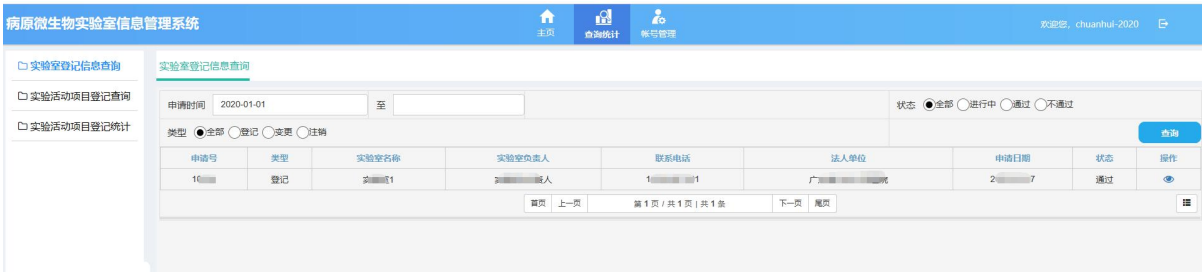 病原微生物实验室信息管理系统
主页 查询统计 帐号管理
欢迎您，chuanhui-2020
实验室登记信息查询
实验活动项目登记查询
实验活动项目登记统计
实验室登记信息查询
申请时间 2020-01-01 至
状态 全部 进行中 通过 不通过
类型 全部 登记 变更 注销
查询
申请号 类型 实验室名称 实验室负责人 联系电话 法人单位 申请日期 状态 操作
登记 通过
首页 上一页 第 1 页 / 共 1 页 | 共 1 条 下一页 尾页